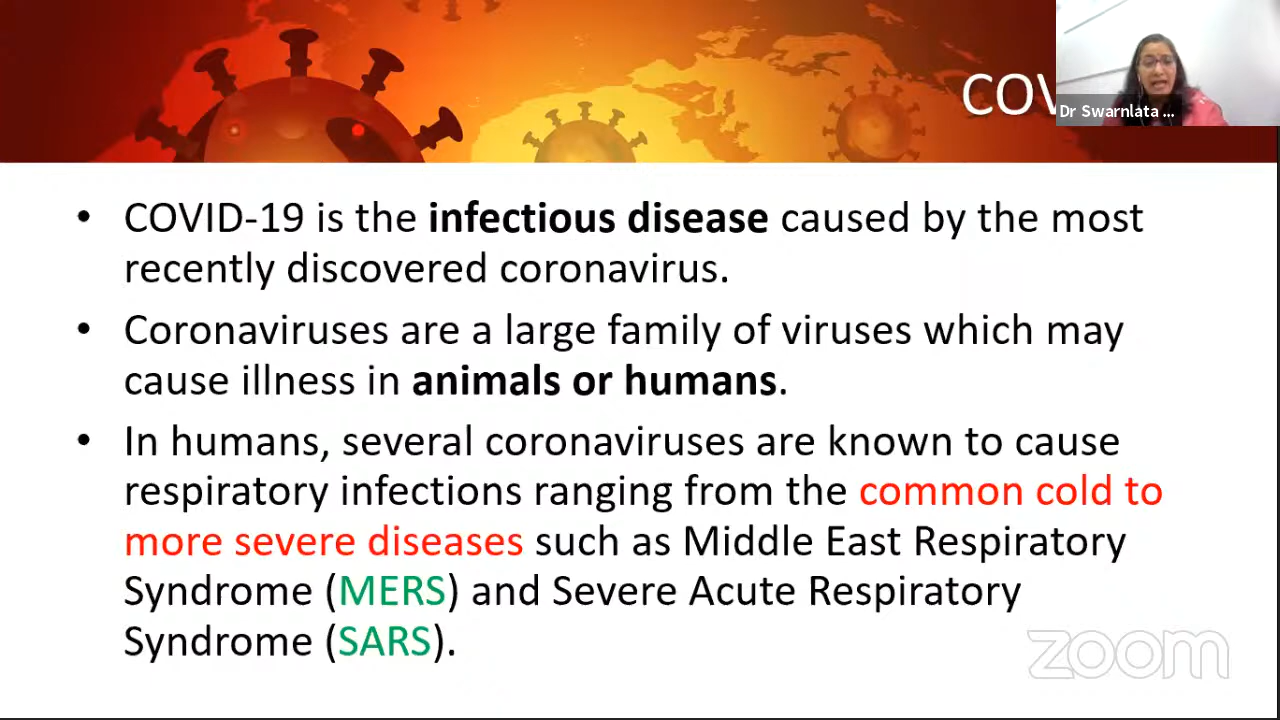 COV
Dr Swarnlata ...
• COVID-19 is the infectious disease caused by the most
recently discovered coronavirus.
• Coronaviruses are a large family of viruses which may
cause illness in animals or humans.
• In humans, several coronaviruses are known to cause
respiratory infections ranging from the common cold to
more severe diseases such as Middle East Respiratory
Syndrome (MERS) and Severe Acute Respiratory
Syndrome (SARS).
zoom